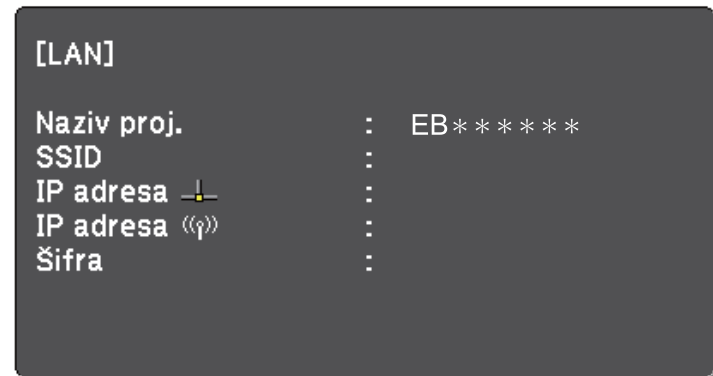 [LAN]
Naziv proj. : EB******
SSID :
IP adresa :
IP adresa :
Šifra :